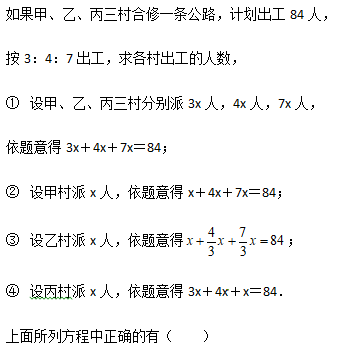 如果甲、乙、丙三村合修一条公路，计划出工 84 人，
按 3：4：7 出工，求各村出工的人数，
① 设甲、乙、丙三村分别派 3x 人，4x 人，7x 人，
依题意得 3x＋4x＋7x＝84；
② 设甲村派 x 人，依题意得 x＋4x＋7x＝84；
③ 设乙村派 x 人，依题意得 x＋\frac{4}{3}x＋\frac{7}{3}x＝84；
④ 设丙村派 x 人，依题意得 3x＋4x＋x＝84．
上面所列方程中正确的有（　　）